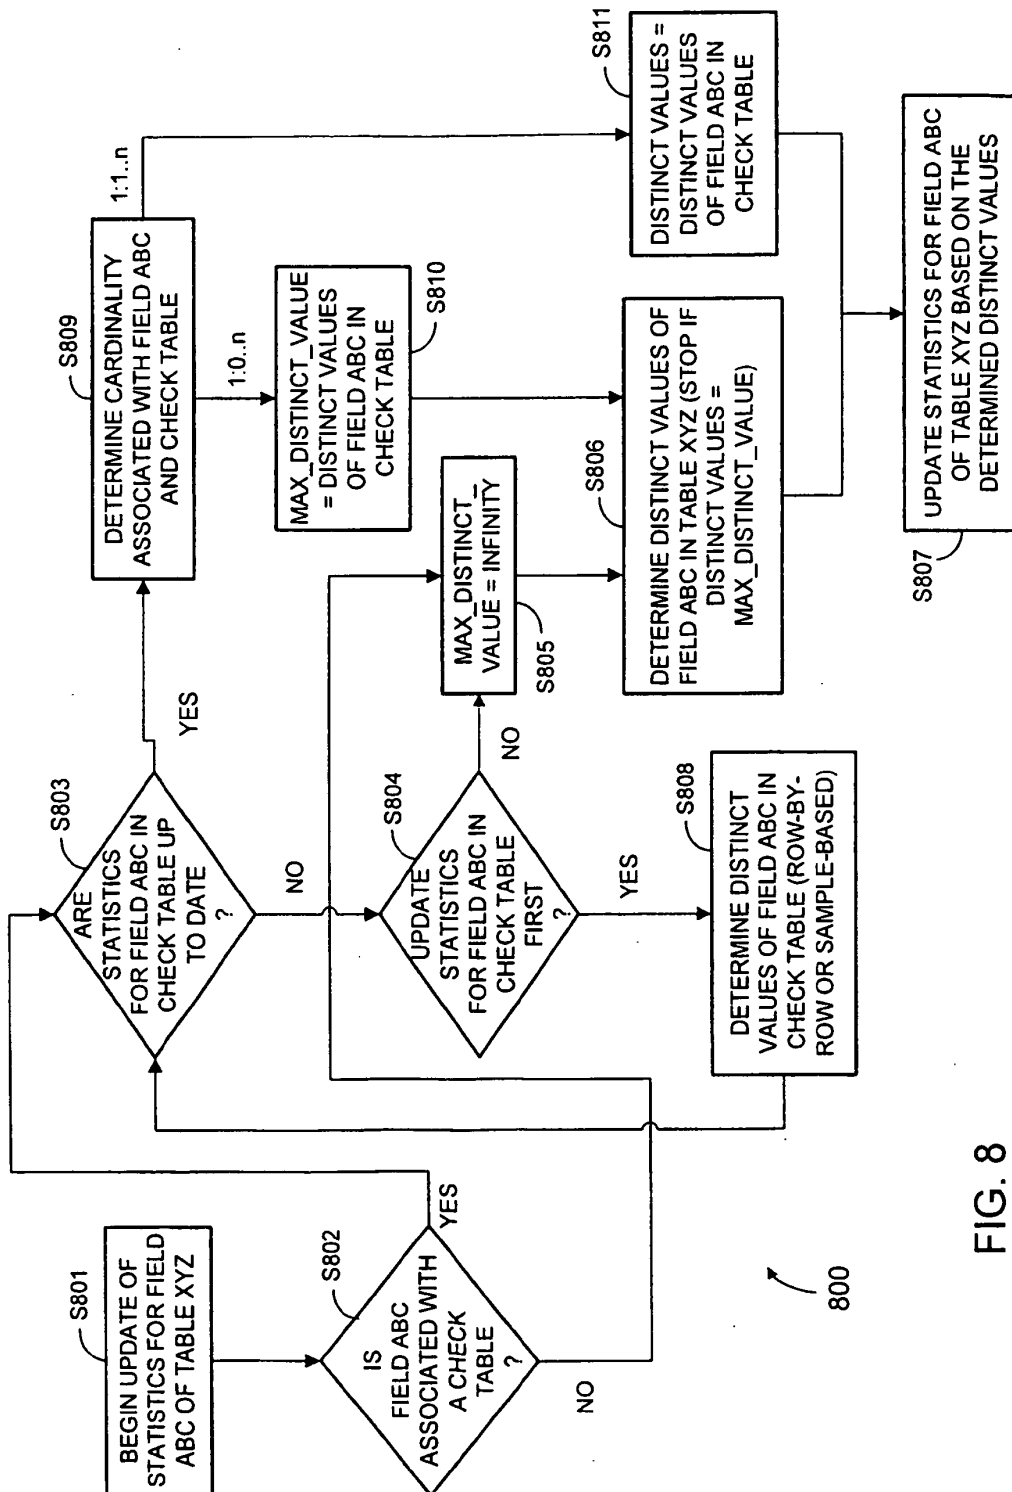 S801
BEGIN UPDATE OF
STATISTICS FOR FIELD
ABC OF TABLE XYZ
S802
IS
FIELD ABC
ASSOCIATED WITH
A CHECK
TABLE
?
YES
NO
S803
ARE
STATISTICS
FOR FIELD ABC IN
CHECK TABLE UP
TO DATE
?
YES
NO
S804
UPDATE
STATISTICS
FOR FIELD ABC IN
CHECK TABLE
FIRST
?
NO
YES
S808
DETERMINE DISTINCT
VALUES OF FIELD ABC IN
CHECK TABLE (ROW-BY-
ROW OR SAMPLE-BASED)
S809
DETERMINE CARDINALITY
ASSOCIATED WITH FIELD ABC
AND CHECK TABLE
1:1..n
1:0..n
MAX_DISTINCT_VALUE
= DISTINCT VALUES
OF FIELD ABC IN
CHECK TABLE
S810
MAX_DISTINCT_
VALUE = INFINITY
S805
S806
DETERMINE DISTINCT VALUES OF
FIELD ABC IN TABLE XYZ (STOP IF
DISTINCT VALUES =
MAX_DISTINCT_VALUE)
S811
DISTINCT VALUES =
DISTINCT VALUES
OF FIELD ABC IN
CHECK TABLE
UPDATE STATISTICS FOR FIELD ABC
OF TABLE XYZ BASED ON THE
DETERMINED DISTINCT VALUES
S807
800
FIG. 8